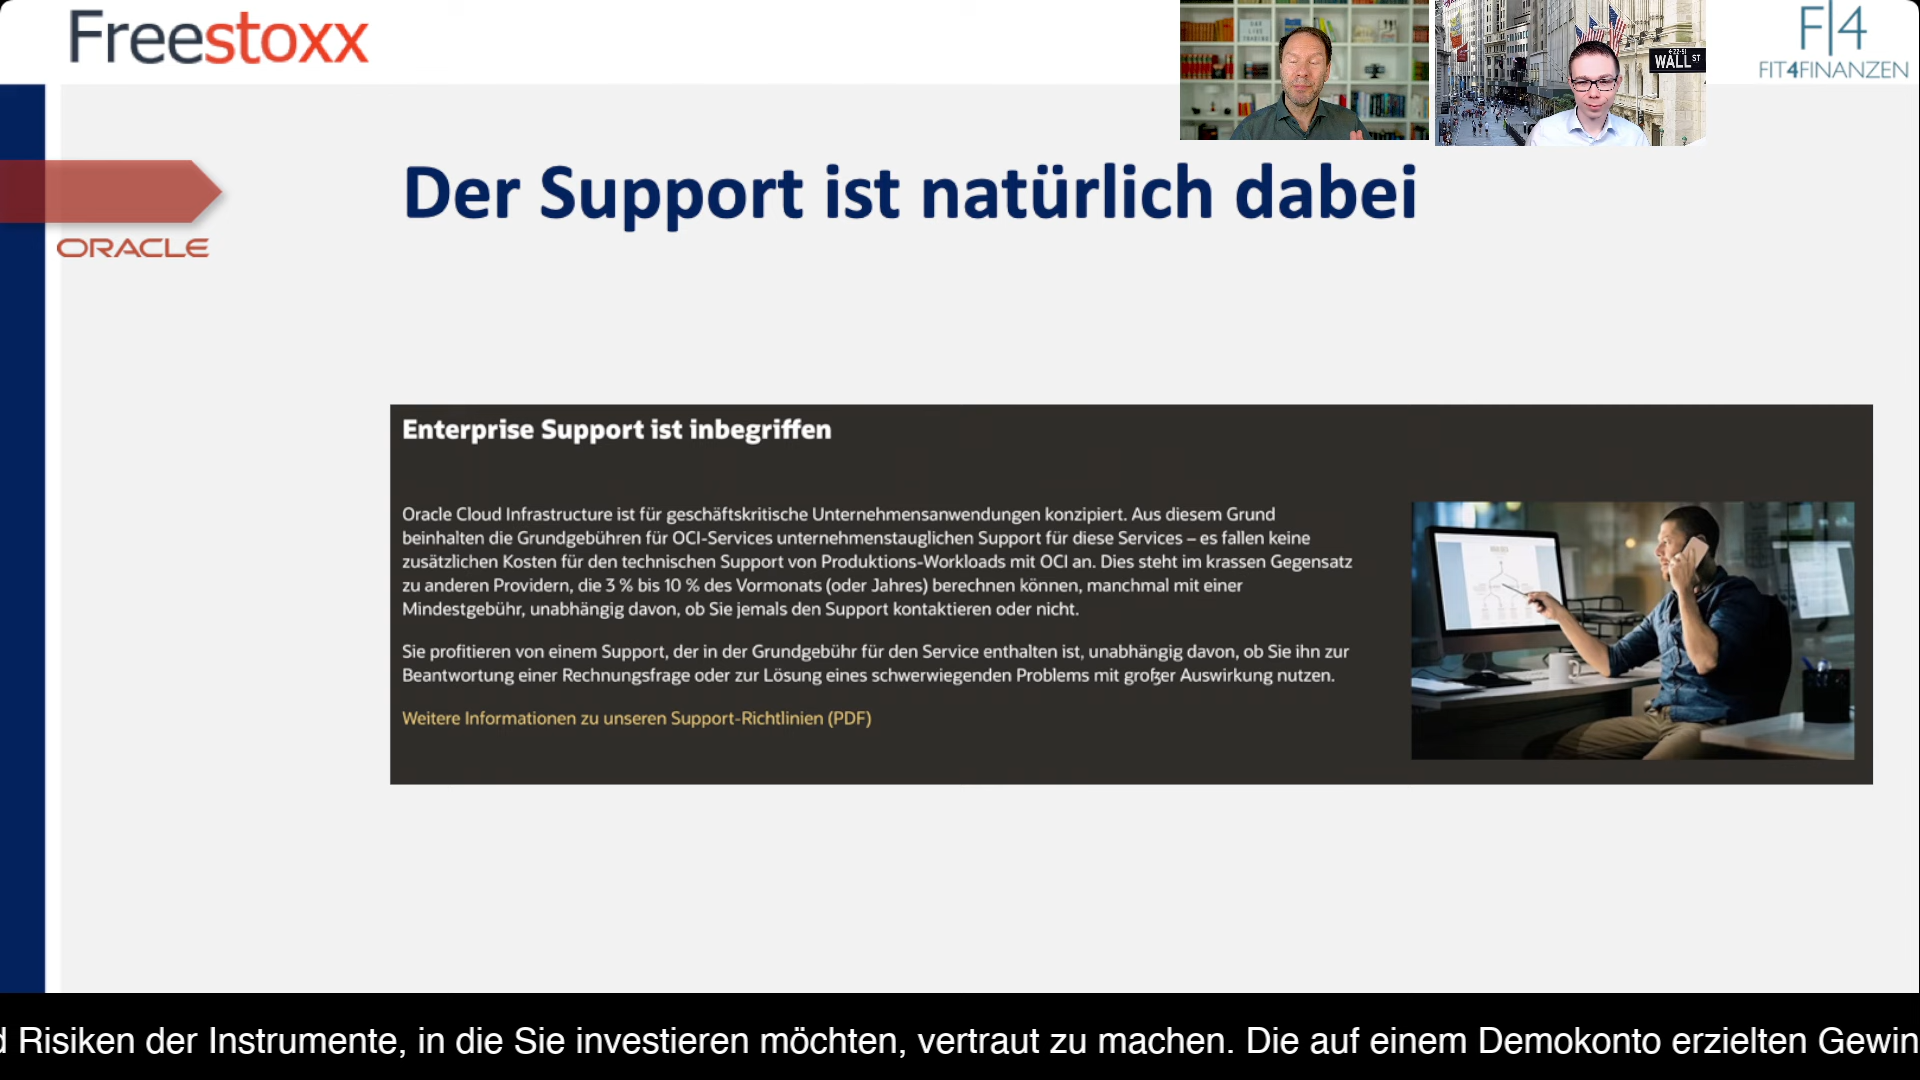 Freestoxx
WALL ST
F|4
FIT4FINANZEN
ORACLE
Der Support ist natürlich dabei
Enterprise Support ist inbegriffen
Oracle Cloud Infrastructure ist für geschäftskritische Unternehmensanwendungen konzipiert. Aus diesem Grund
beinhalten die Grundgebühren für OCI-Services unternehmenstauglichen Support für diese Services – es fallen keine
zusätzlichen Kosten für den technischen Support von Produktions-Workloads mit OCI an. Dies steht im krassen Gegensatz
zu anderen Providern, die 3 % bis 10 % des Vormonats (oder Jahres) berechnen können, manchmal mit einer
Mindestgebühr, unabhängig davon, ob Sie jemals den Support kontaktieren oder nicht.
Sie profitieren von einem Support, der in der Grundgebühr für den Service enthalten ist, unabhängig davon, ob Sie ihn zur
Beantwortung einer Rechnungsfrage oder zur Lösung eines schwerwiegenden Problems mit großer Auswirkung nutzen.
Weitere Informationen zu unseren Support-Richtlinien (PDF)
d Risiken der Instrumente, in die Sie investieren möchten, vertraut zu machen. Die auf einem Demokonto erzielten Gewin